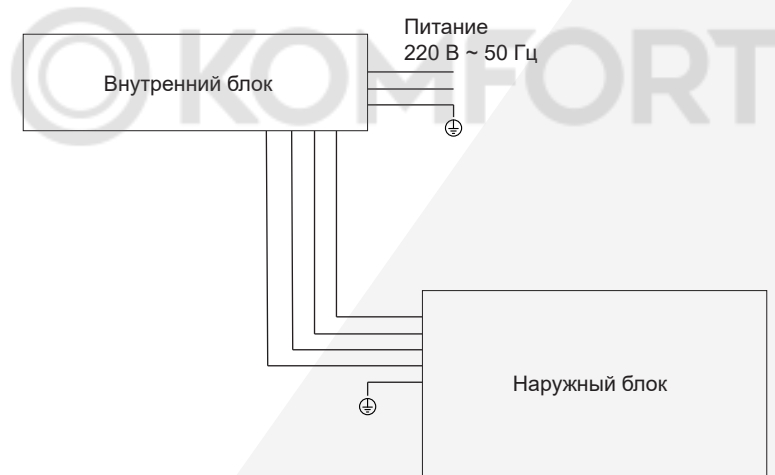 KOMFORT
Питание
220 В ~ 50 Гц
Внутренний блок
Наружный блок